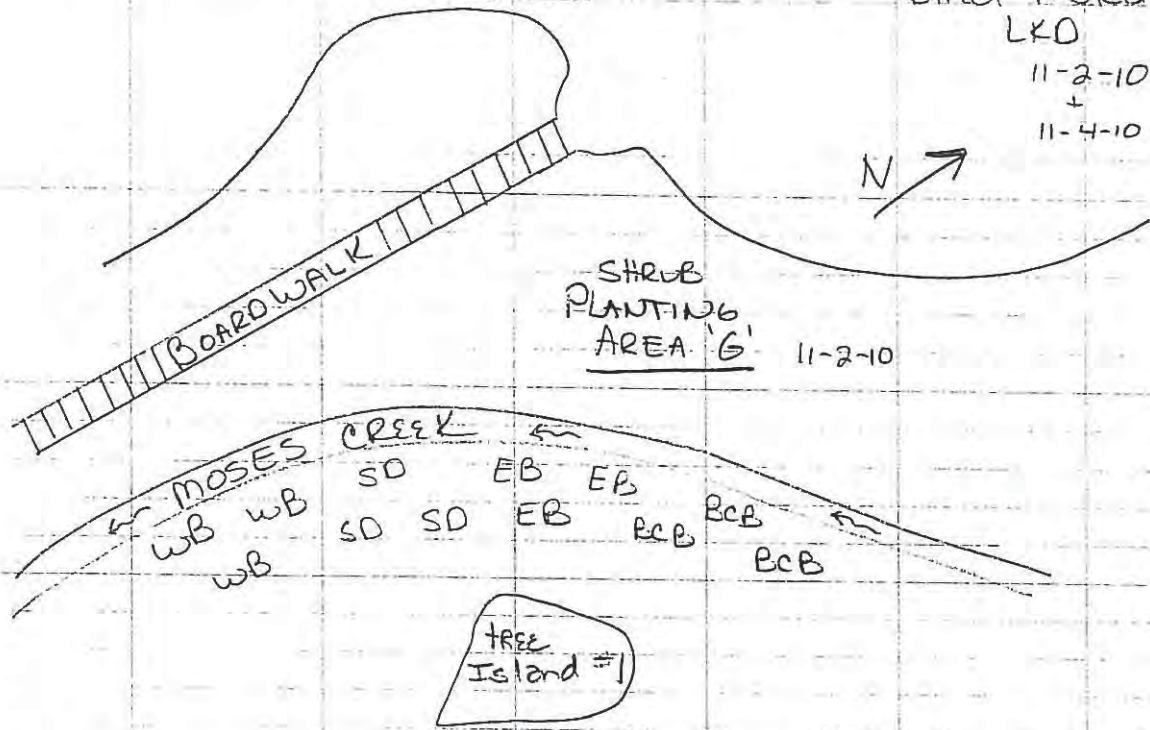 LKD
11-2-10
+
11-4-10
N
BOARDWALK
SHRUB
PLANTING
AREA 'G' 11-2-10
MOSES CREEK
SD EB EB
WB WB SD SD EB BCB BCB
WB BCB
tREE
Island #1